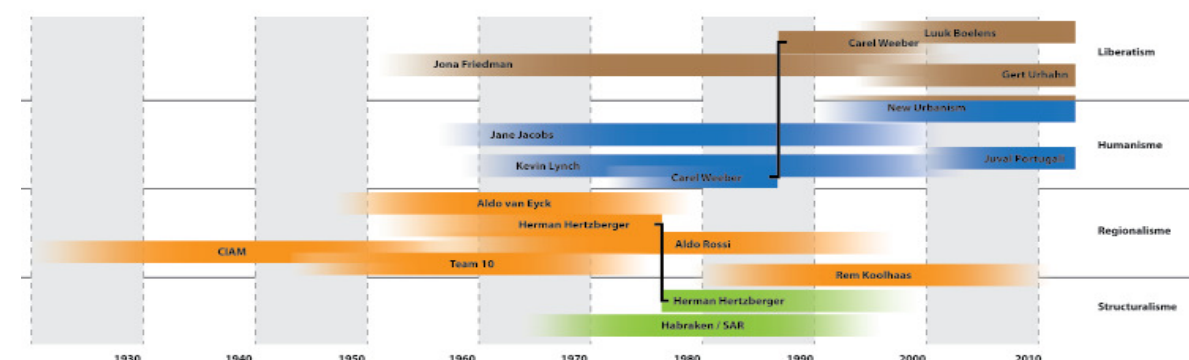 Luuk Boelens
Carel Weeber
Liberatism
Jona Friedman
Gert Urhahn
New Urbanism
Jane Jacobs
Humanisme
Kevin Lynch
Juval Portugali
Carel Weeber
Aldo van Eyck
Herman Hertzberger
Regionalisme
Aldo Rossi
CIAM
Team 10
Rem Koolhaas
Herman Hertzberger
Structuralisme
Habraken / SAR
1930 1940 1950 1960 1970 1980 1990 2000 2010